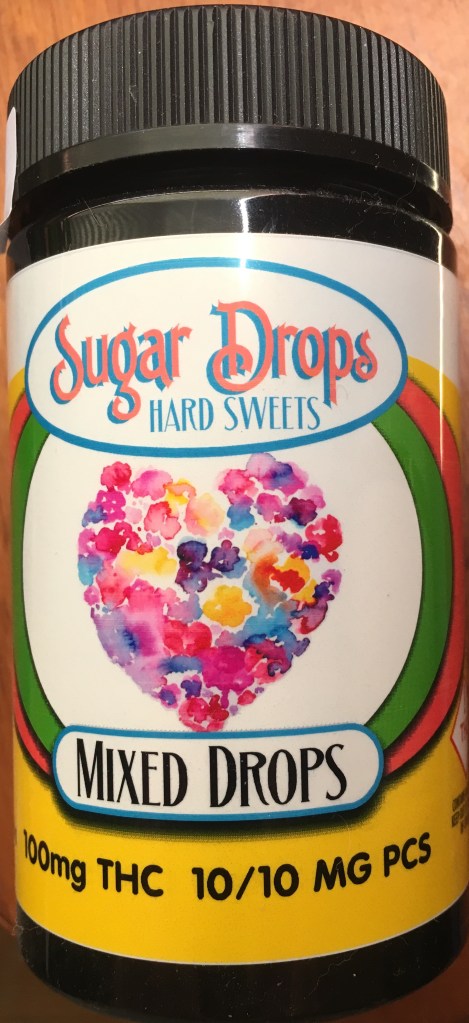 Sugar Drops
HARD SWEETS
MIXED DROPS
100mg THC 10/10 MG PCS